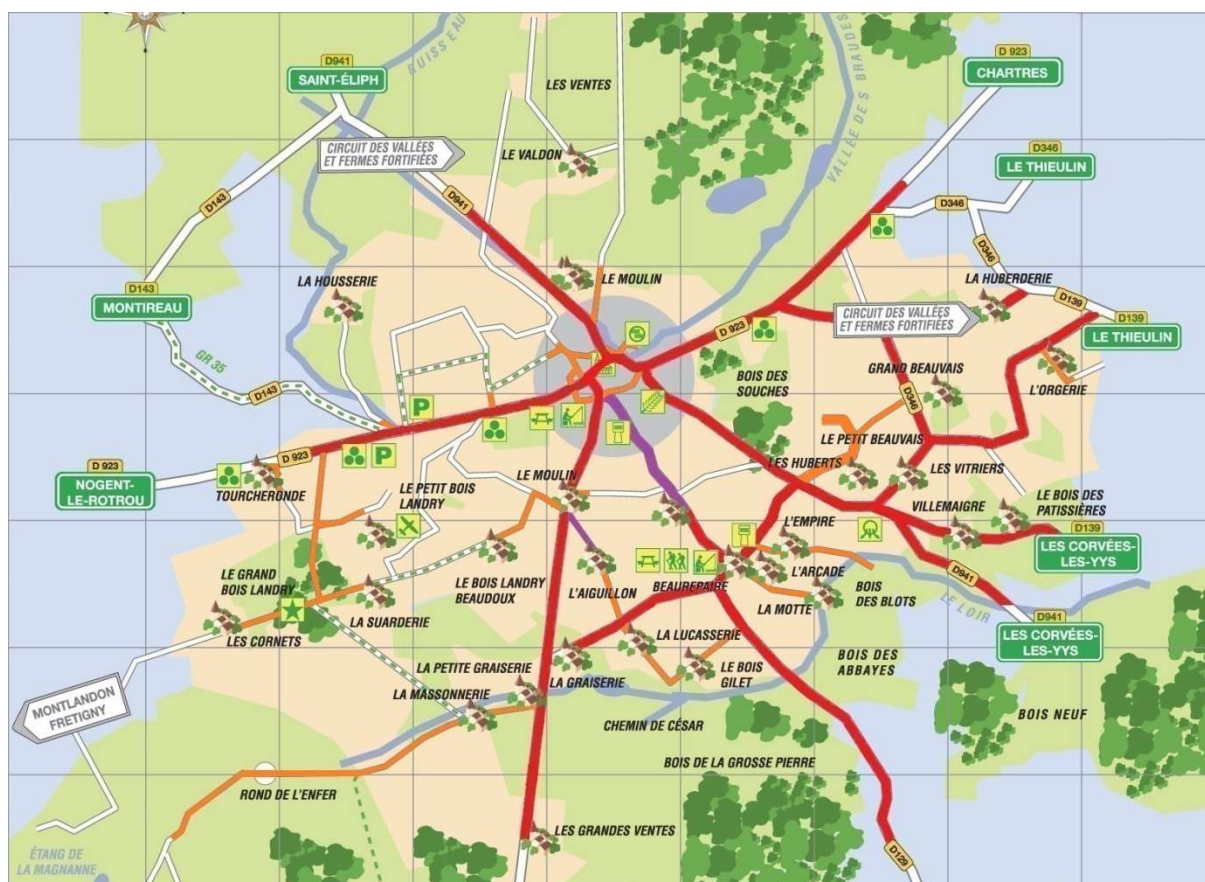 D941
SAINT-ÉLIPH
D 923
CHARTRES
LES VENTES
LE VALDON
CIRCUIT DES VALLÉES
ET FERMES FORTIFIÉES
VALLÉE DE S BRAUDES
D346
LE THIEULIN
D143
D941
D346
D346
LA HUBERDERIE
D143
MONTIREAU
LA HOUSSERIE
LE MOULIN
D139
D139
LE THIEULIN
D 923
CIRCUIT DES VALLÉES
ET FERMES FORTIFIÉES
GR 35
D143
BOIS DES
SOUCHES
GRAND BEAUVAIS
D346
L'ORGERIE
P
P
D 923
D 923
NOGENT-
LE-ROTROU
TOURCHERONDE
LE PETIT BOIS
LANDRY
LE MOULIN
LE PETIT BEAUVAIS
LES HUBERTS
LES VITRIERS
VILLEMAIGRE
LE BOIS DES
PATISSIÈRES
D139
LES CORVÉES-
LES-YYS
L'EMPIRE
L'ARCADE
LE GRAND
BOIS LANDRY
LE BOIS LANDRY
BEAUDOUX
L'AIGUILLON
BEAUREPAIRE
LA MOTTE
BOIS
DES BLOTS
D941
LE LOIR
D941
LES CORVÉES-
LES-YYS
LES CORNETS
LA SUARDERIE
LA LUCASSERIE
LE BOIS
GILET
BOIS DES
ABBAYES
LA PETITE GRAISERIE
LA GRAISERIE
LA MASSONNERIE
MONTLANDON
FRETIGNY
CHEMIN DE CÉSAR
BOIS NEUF
BOIS DE LA GROSSE PIERRE
ROND DE L'ENFER
LES GRANDES VENTES
D129
ÉTANG DE
LA MAGNANNE